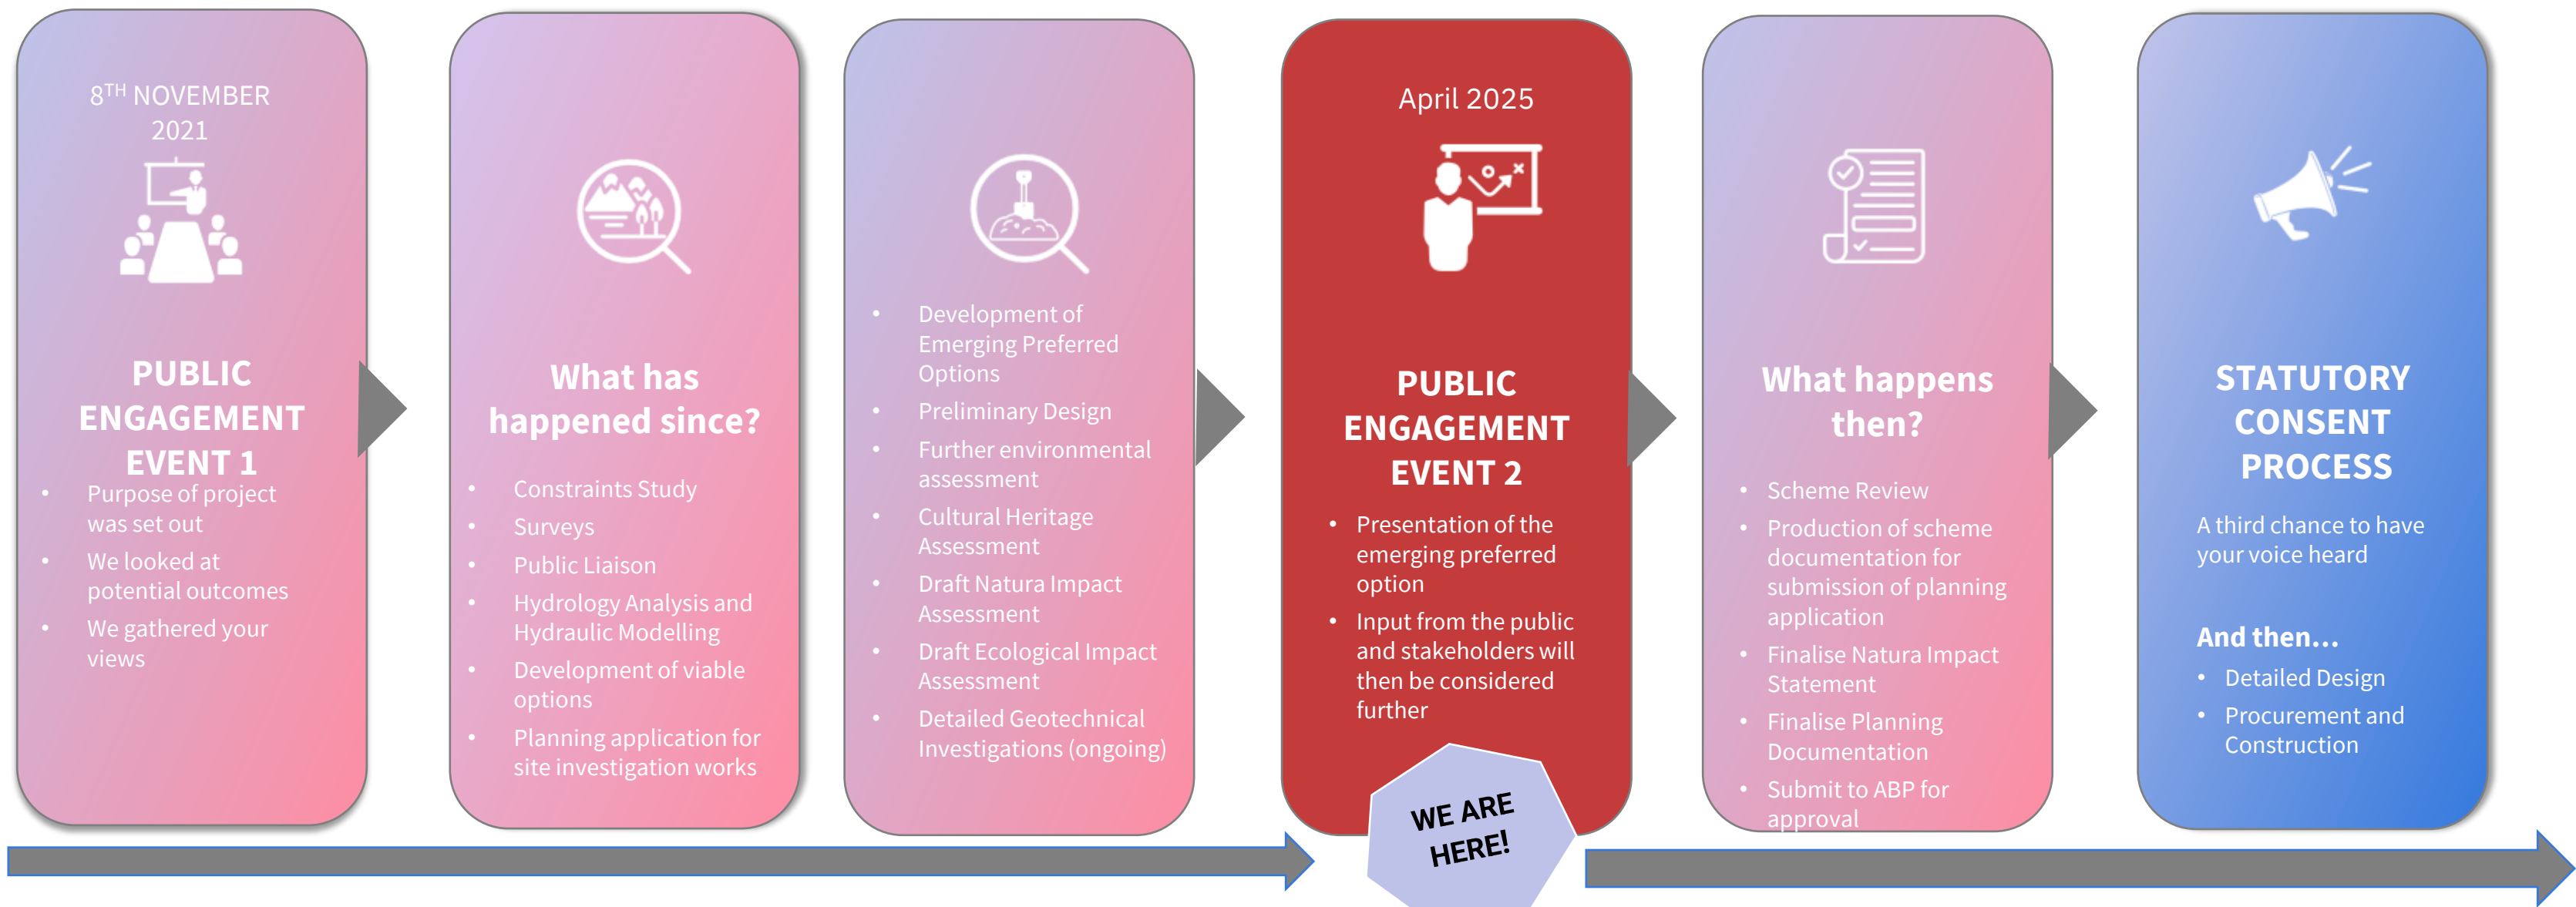 8TH NOVEMBER
2021
PUBLIC
ENGAGEMENT
EVENT 1
• Purpose of project
was set out
• We looked at
potential outcomes
• We gathered your
views
What has
happened since?
• Constraints Study
• Surveys
• Public Liaison
• Hydrology Analysis and
Hydraulic Modelling
• Development of viable
options
• Planning application for
site investigation works
• Development of
Emerging Preferred
Options
• Preliminary Design
• Further environmental
assessment
• Cultural Heritage
Assessment
• Draft Natura Impact
Assessment
• Draft Ecological Impact
Assessment
• Detailed Geotechnical
Investigations (ongoing)
April 2025
PUBLIC
ENGAGEMENT
EVENT 2
• Presentation of the
emerging preferred
option
• Input from the public
and stakeholders will
then be considered
further
WE ARE
HERE!
What happens
then?
• Scheme Review
• Production of scheme
documentation for
submission of planning
application
• Finalise Natura Impact
Statement
• Finalise Planning
Documentation
• Submit to ABP for
approval
STATUTORY
CONSENT
PROCESS
A third chance to have
your voice heard
And then...
• Detailed Design
• Procurement and
Construction